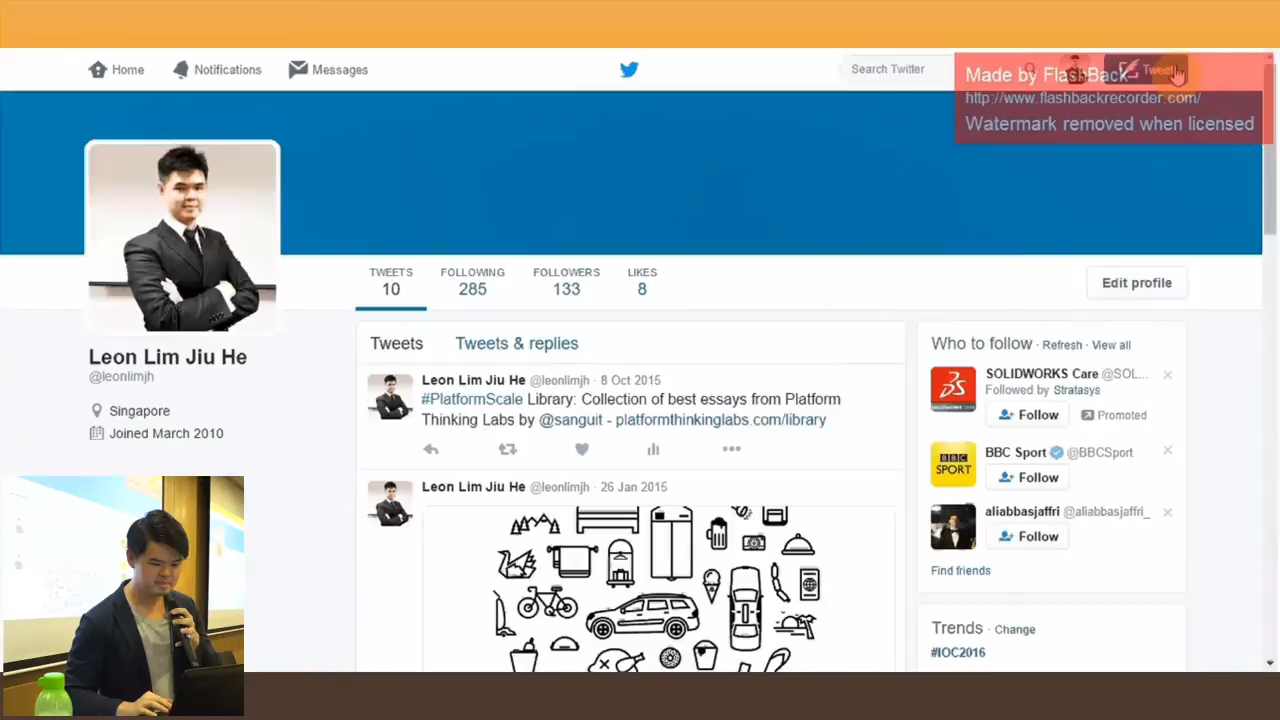 Home
Notifications
Messages
Search Twitter
Tweet
Made by FlashBack
http://www.flashbackrecorder.com/
Watermark removed when licensed
TWEETS
10
FOLLOWING
285
FOLLOWERS
133
LIKES
8
Edit profile
Leon Lim Jiu He
@leonlimjh
Singapore
Joined March 2010
Tweets
Tweets & replies
Leon Lim Jiu He @leonlimjh · 8 Oct 2015
#PlatformScale Library: Collection of best essays from Platform
Thinking Labs by @sanguit - platformthinkinglabs.com/library
Leon Lim Jiu He @leonlimjh · 26 Jan 2015
Who to follow · Refresh · View all
SOLIDWORKS Care @SOL...
Followed by Stratasys
Follow
Promoted
BBC
SPORT
BBC Sport @BBCSport
Follow
aliabbasjaffri @aliabbasjaffri_
Follow
Find friends
Trends · Change
#IOC2016